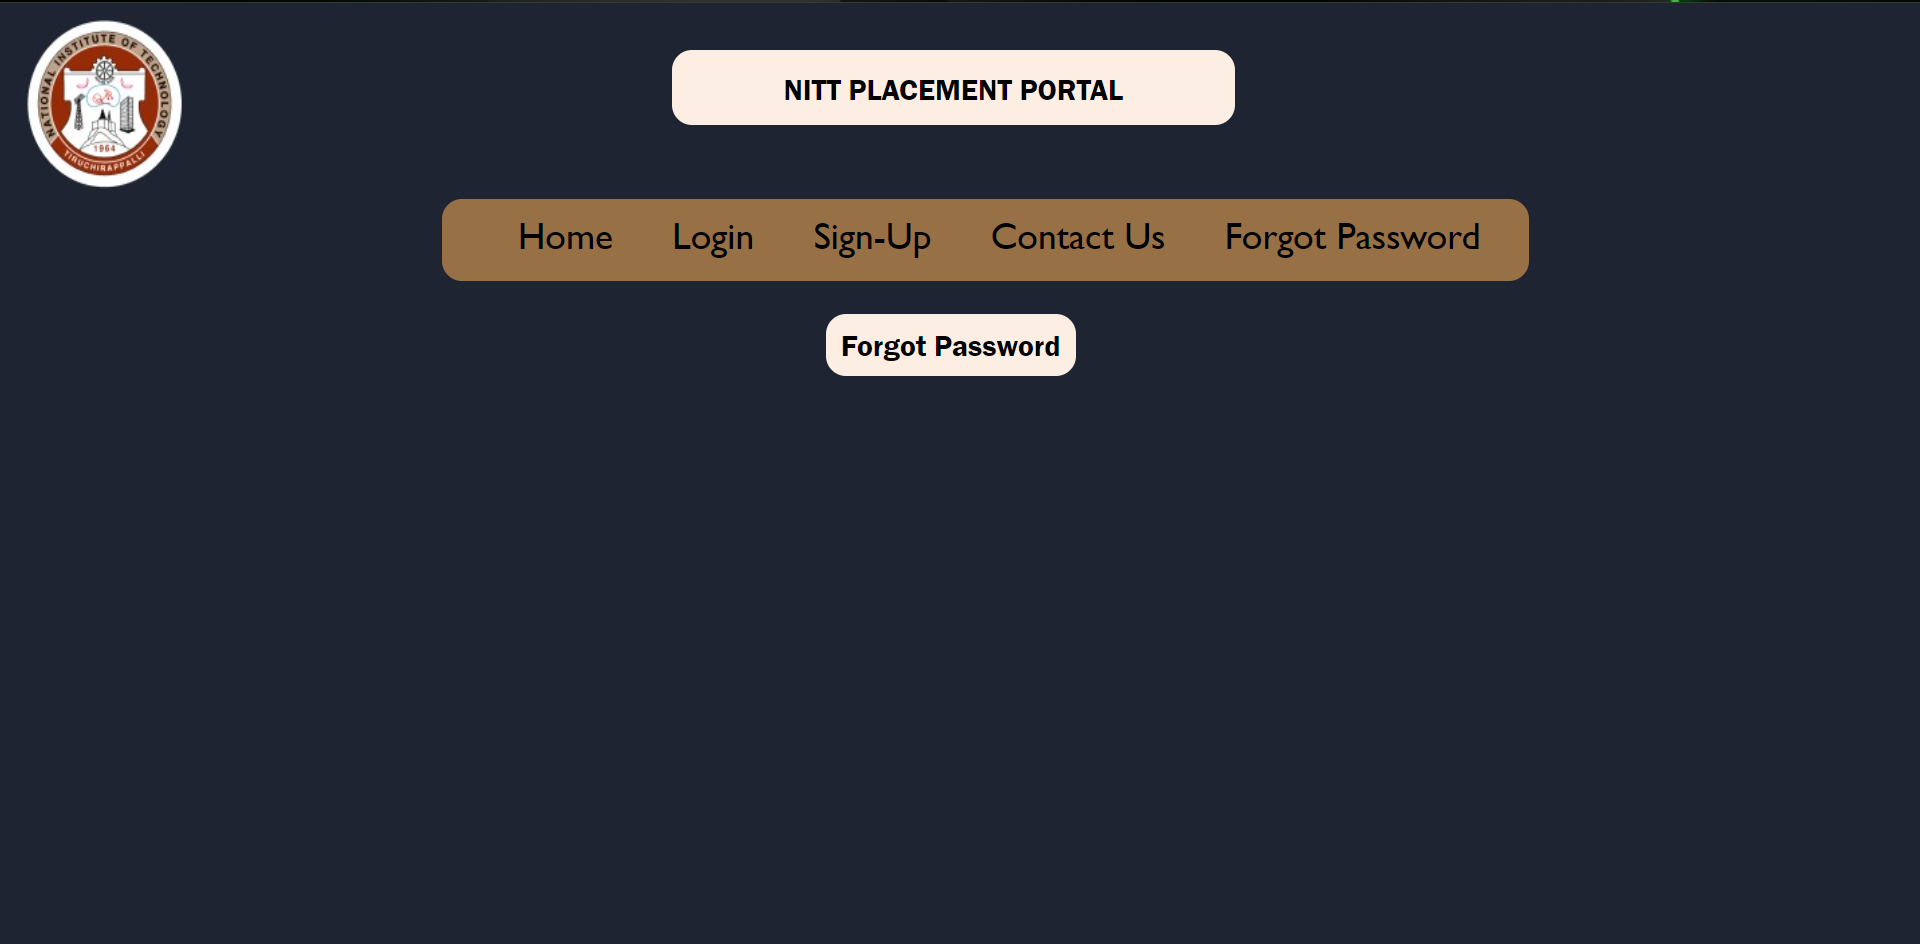 NATIONAL INSTITUTE OF TECHNOLOGY
1964
TIRUCHIRAPPALLI
NITT PLACEMENT PORTAL
Home Login Sign-Up Contact Us Forgot Password
Forgot Password